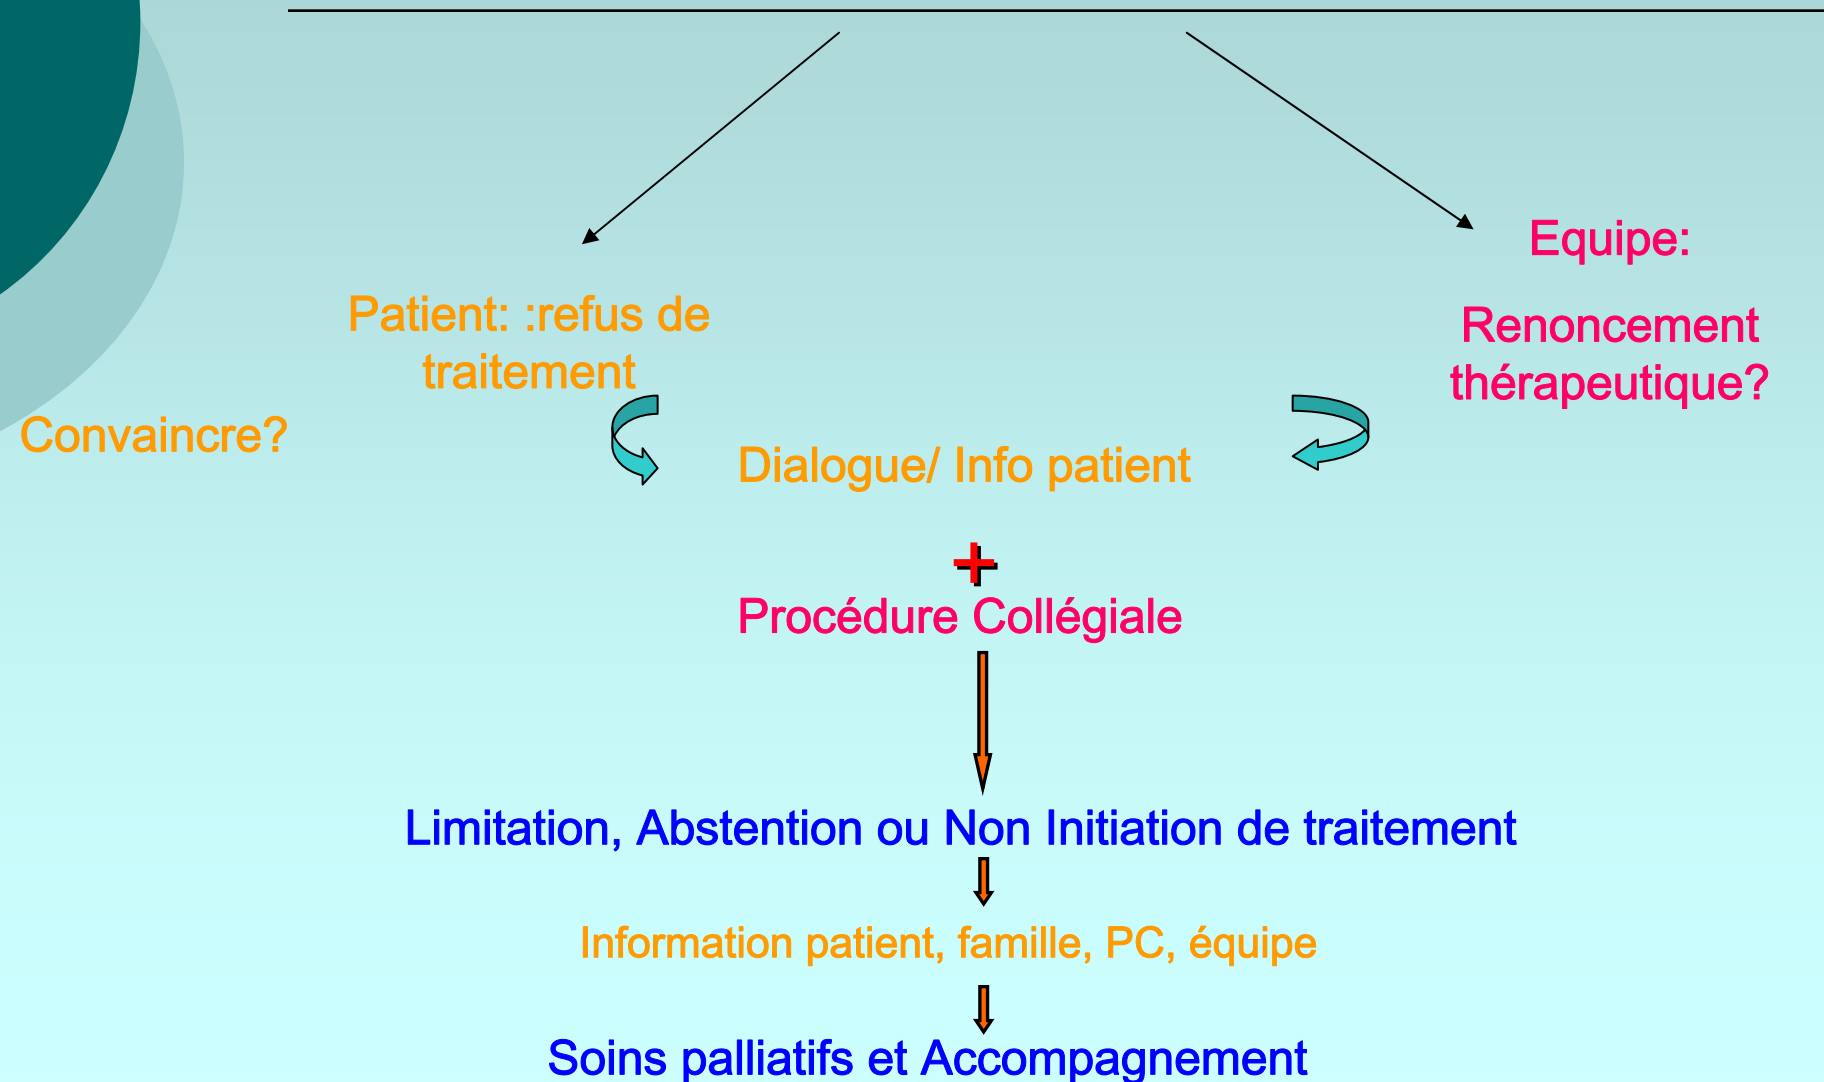 Equipe:
Patient: :refus de
traitement
Renoncement
thérapeutique?
Convaincre?
Dialogue/ Info patient
+
Procédure Collégiale
Limitation, Abstention ou Non Initiation de traitement
Information patient, famille, PC, équipe
Soins palliatifs et Accompagnement